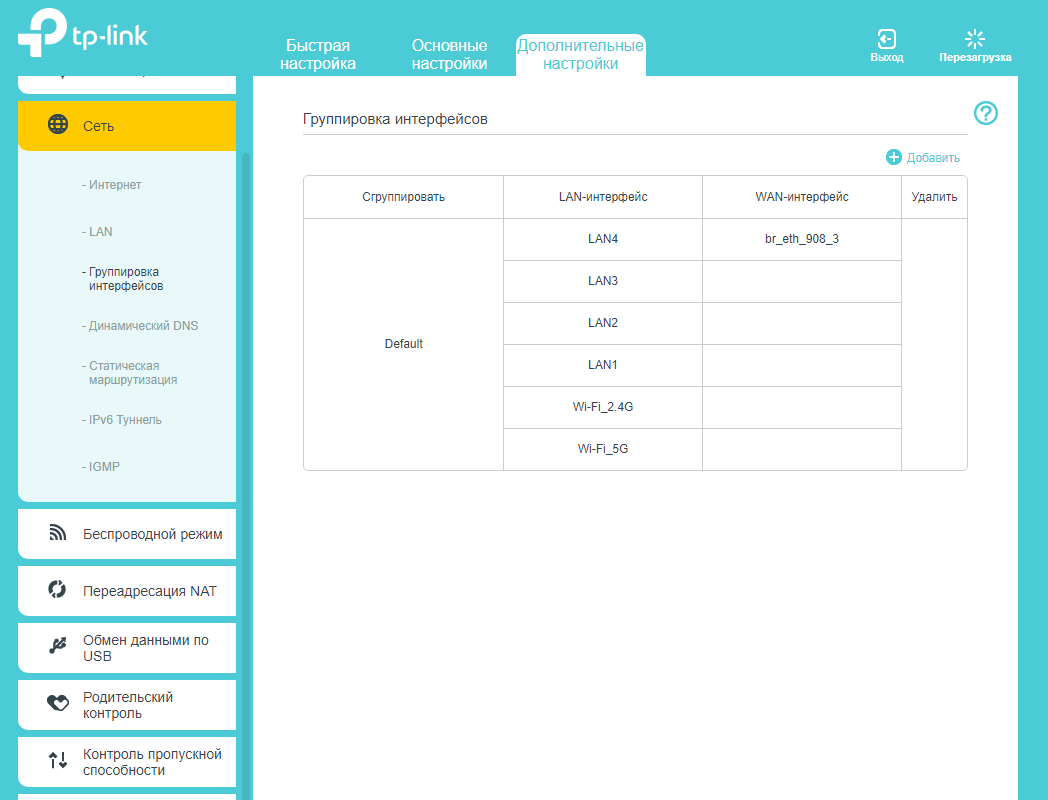 tp-link
Быстрая
настройка
Основные
настройки
Дополнительные
настройки
Выход
Перезагрузка
Сеть
- Интернет
- LAN
- Группировка
интерфейсов
- Динамический DNS
- Статическая
маршрутизация
- IPv6 Туннель
- IGMP
Беспроводной режим
Переадресация NAT
Обмен данными по
USB
Родительский
контроль
Контроль пропускной
способности
Группировка интерфейсов
Добавить
Сгруппировать LAN-интерфейс WAN-интерфейс Удалить
Default
LAN4 br_eth_908_3
LAN3
LAN2
LAN1
Wi-Fi_2.4G
Wi-Fi_5G